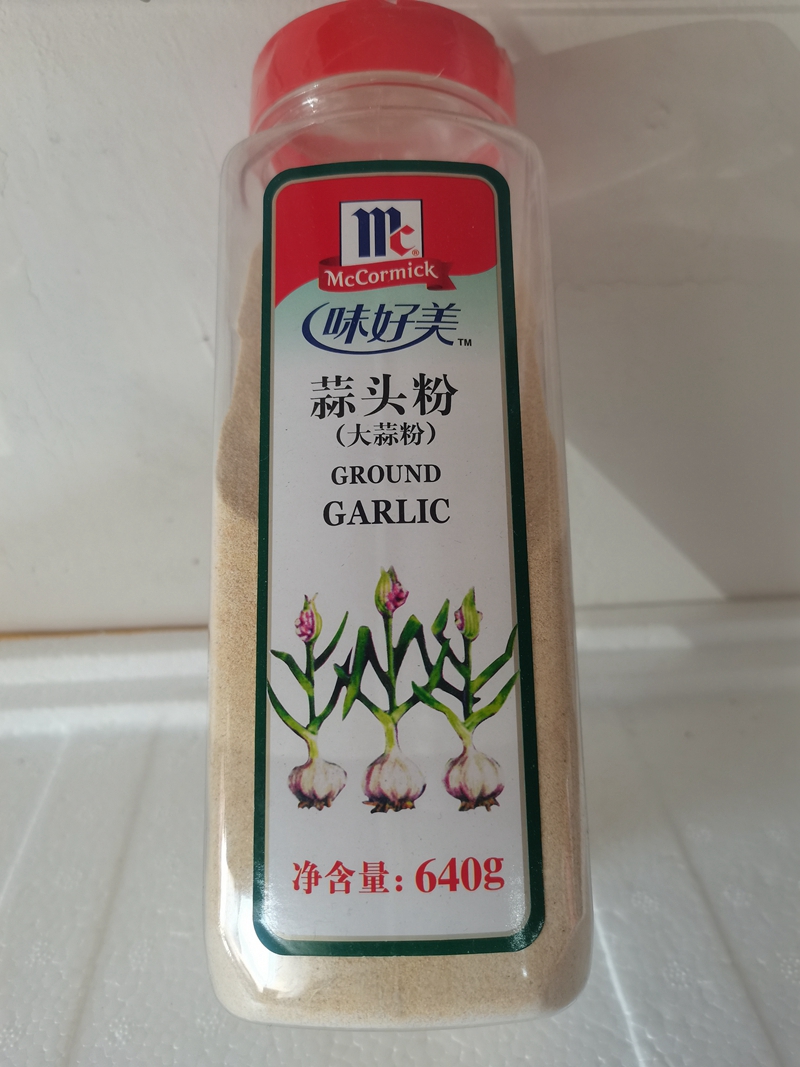 Mc®
McCormick
味好美™
蒜头粉
(大蒜粉)
GROUND
GARLIC
净含量: 640g